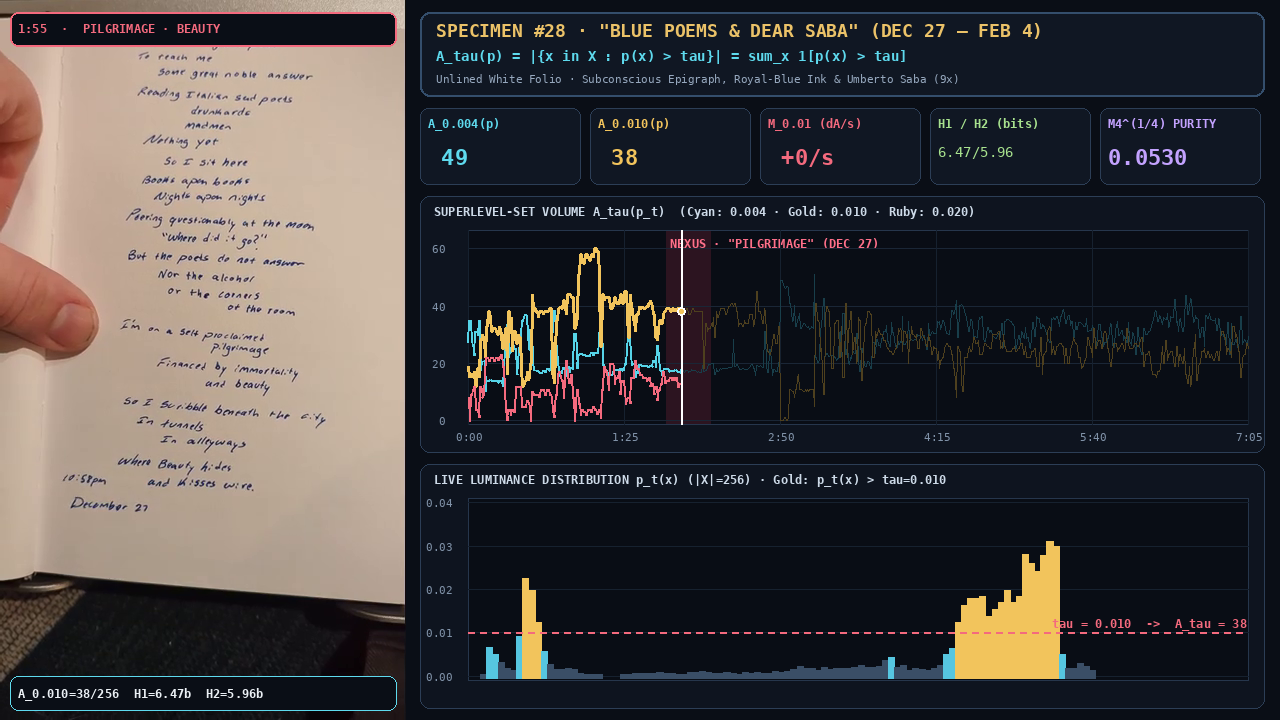 1:55 · PILGRIMAGE · BEAUTY
To reach me
Some great noble answer
Reading Italian sad poets
drunkards
madmen
Nothing yet
So I sit here
Books apon books
Nights apon nights
Peering questionably at the moon
"Where did it go?"
But the poets do not answer
Nor the alcohol
or the corners
of the room
I'm on a self proclaimed
pilgrimage
Financed by immortality
and beauty
So I scribble beneath the city
In tunnels
In alleyways
Where Beauty hides
10:58pm and kisses wire.
December 27
A_0.010=38/256 H1=6.47b H2=5.96b
SPECIMEN #28 · "BLUE POEMS & DEAR SABA" (DEC 27 — FEB 4)
A_tau(p) = |{x in X : p(x) > tau}| = sum_x 1[p(x) > tau]
Unlined White Folio · Subconscious Epigraph, Royal-Blue Ink & Umberto Saba (9x)
A_0.004(p)
49
A_0.010(p)
38
M_0.01 (dA/s)
+0/s
H1 / H2 (bits)
6.47/5.96
M4^(1/4) PURITY
0.0530
SUPERLEVEL-SET VOLUME A_tau(p_t) (Cyan: 0.004 · Gold: 0.010 · Ruby: 0.020)
NEXUS · "PILGRIMAGE" (DEC 27)
60
40
20
0
0:00 1:25 2:50 4:15 5:40 7:05
LIVE LUMINANCE DISTRIBUTION p_t(x) (|X|=256) · Gold: p_t(x) > tau=0.010
0.04
0.03
0.02
0.01
0.00
tau = 0.010 -> A_tau = 38